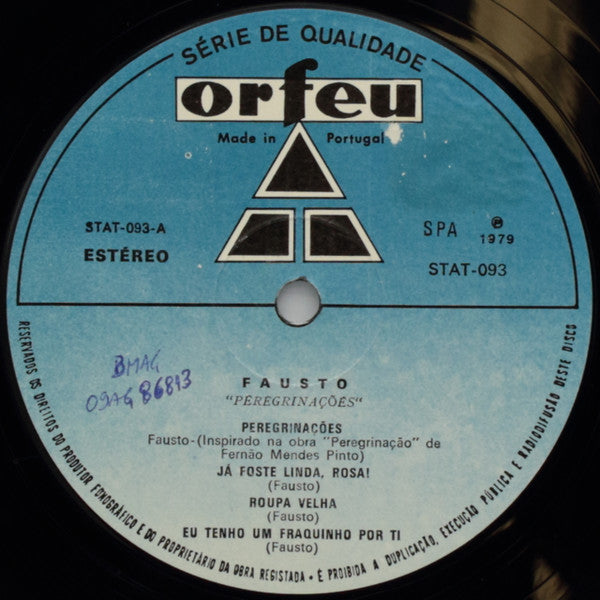 SÉRIE DE QUALIDADE
orfeu
Made in Portugal
STAT-093-A
ESTÉREO
SPA ℗ 1979
STAT-093
BMAG
09AG 86813
FAUSTO
"PEREGRINAÇÕES"
PEREGRINAÇÕES
Fausto-(Inspirado na obra "Peregrinação" de
Fernão Mendes Pinto)
JÁ FOSTE LINDA, ROSA!
(Fausto)
ROUPA VELHA
(Fausto)
EU TENHO UM FRAQUINHO POR TI
(Fausto)
RESERVADOS OS DIREITOS DO PRODUTOR FONOGRÁFICO E DO PROPRIETÁRIO DA OBRA REGISTADA • É PROIBIDA A DUPLICAÇÃO, EXECUÇÃO PÚBLICA E RADIODIFUSÃO DESTE DISCO